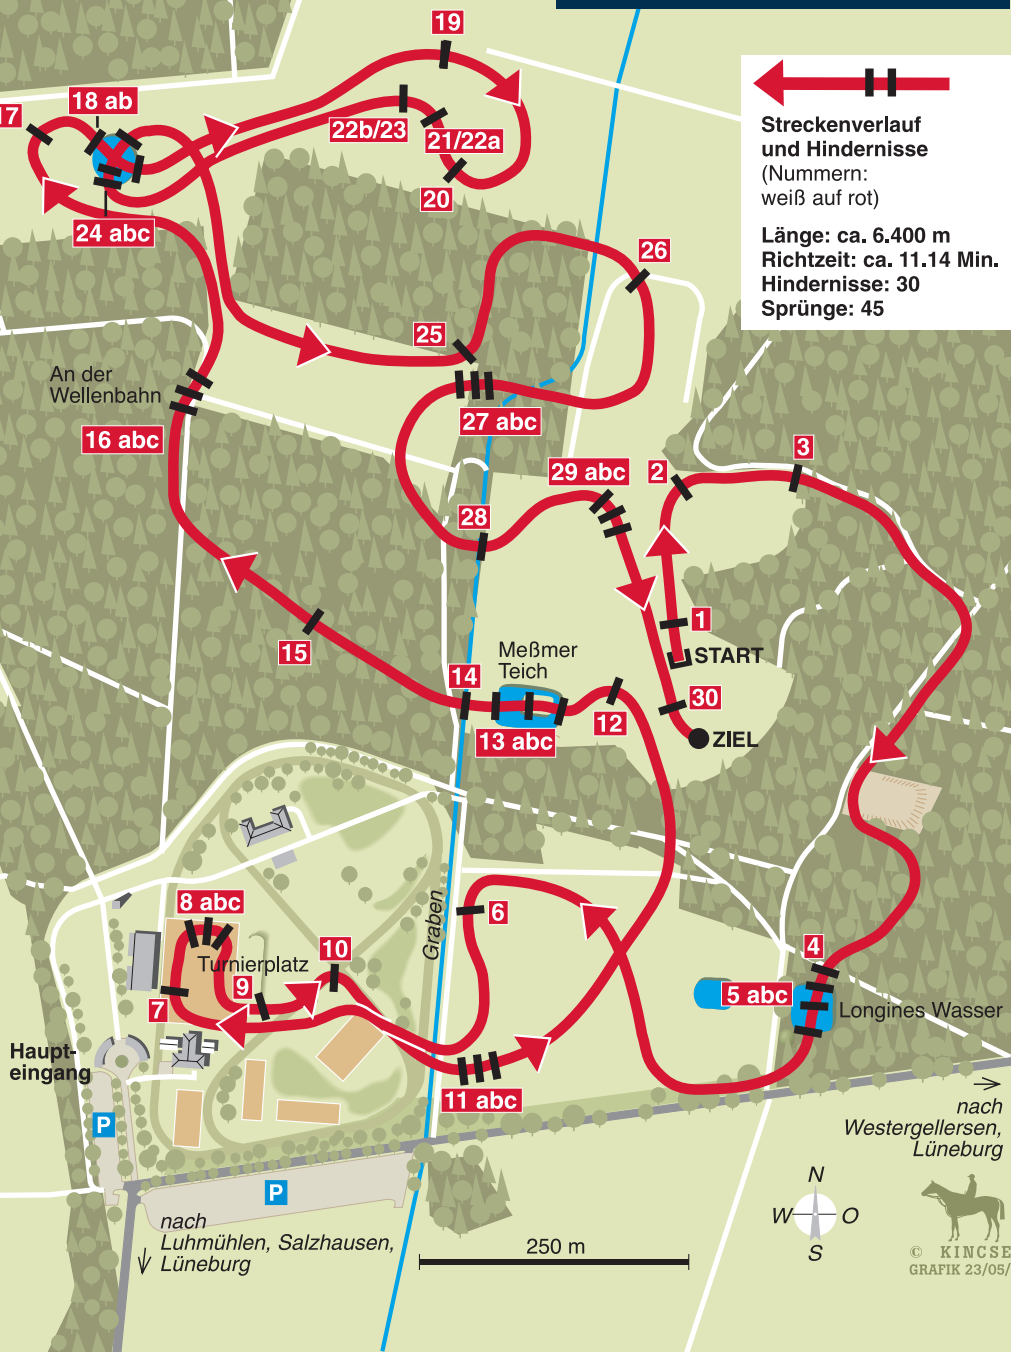 19
17
18 ab
22b/23
21/22a
20
24 abc
Streckenverlauf
und Hindernisse
(Nummern:
weiß auf rot)
Länge: ca. 6.400 m
Richtzeit: ca. 11.14 Min.
Hindernisse: 30
Sprünge: 45
26
25
An der
Wellenbahn
16 abc
27 abc
29 abc
2
3
28
1
START
15
14
Meßmer
Teich
13 abc
12
30
ZIEL
8 abc
Graben
6
Turnierplatz
10
9
7
4
5 abc
Longines Wasser
Haupt-
eingang
11 abc
P
P
nach
Westergellersen,
Lüneburg
nach
Luhmühlen, Salzhausen,
Lüneburg
250 m
N
W
O
S
© KINCSE
GRAFIK 23/05/